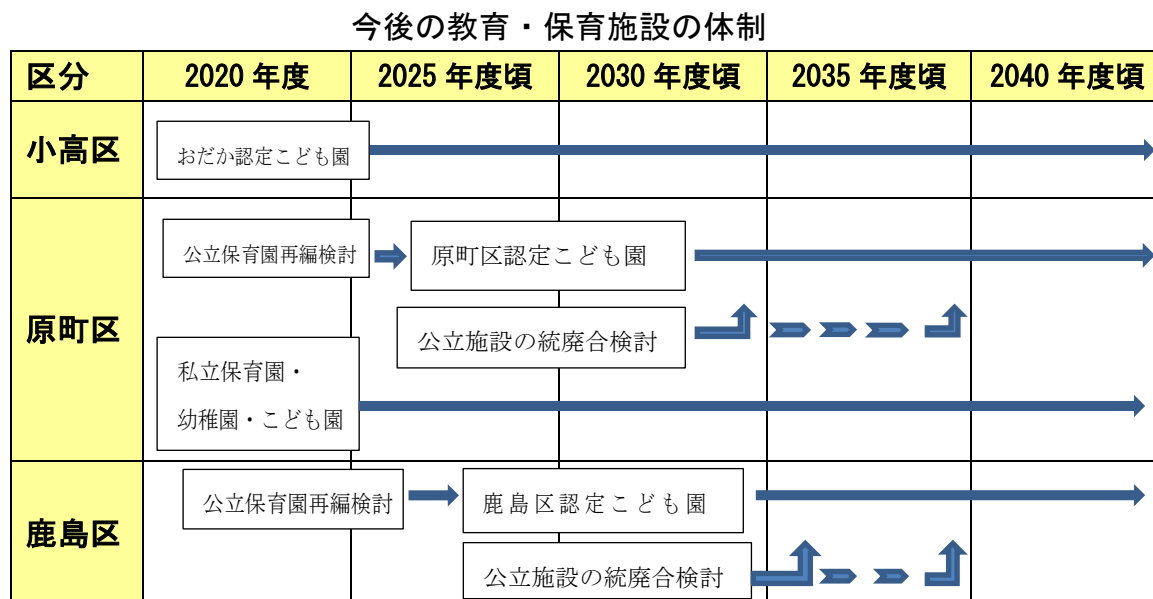 今後の教育・保育施設の体制
区分 2020 年度 2025 年度頃 2030 年度頃 2035 年度頃 2040 年度頃
小高区
おだか認定こども園
原町区
公立保育園再編検討
原町区認定こども園
公立施設の統廃合検討
私立保育園・
幼稚園・こども園
鹿島区
公立保育園再編検討
鹿島区認定こども園
公立施設の統廃合検討